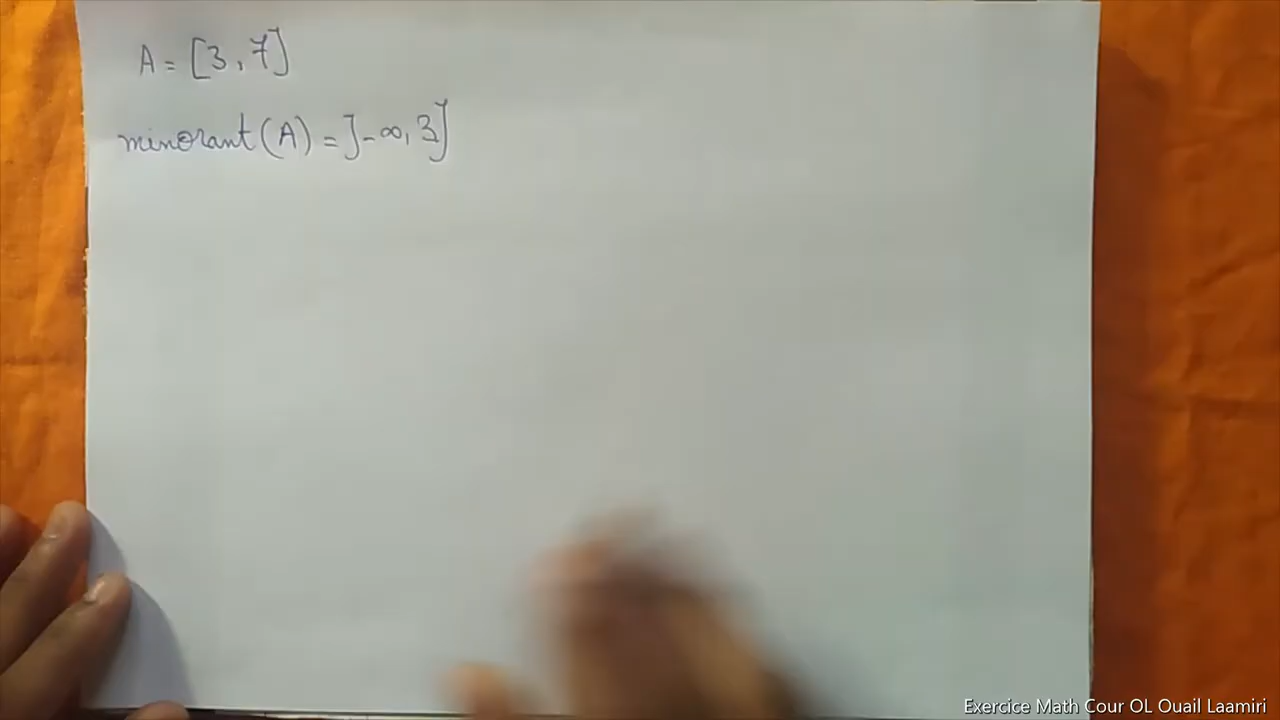 A = [3, 7]
minorant(A) = ]-∞, 3]
Exercice Math Cour OL Ouail Laamiri